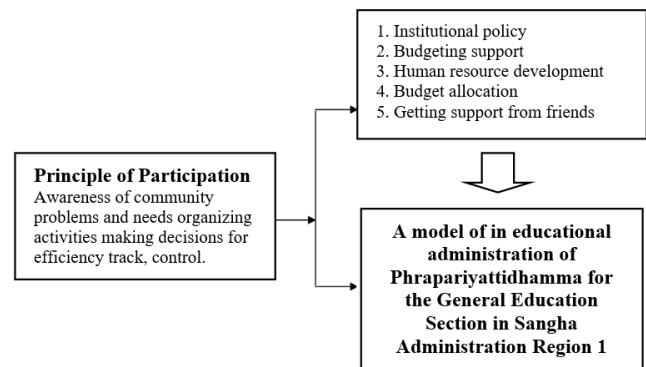 1. Institutional policy
2. Budgeting support
3. Human resource development
4. Budget allocation
5. Getting support from friends
Principle of Participation
Awareness of community
problems and needs organizing
activities making decisions for
efficiency track, control.
A model of in educational
administration of
Phrapariyattidhamma for
the General Education
Section in Sangha
Administration Region 1